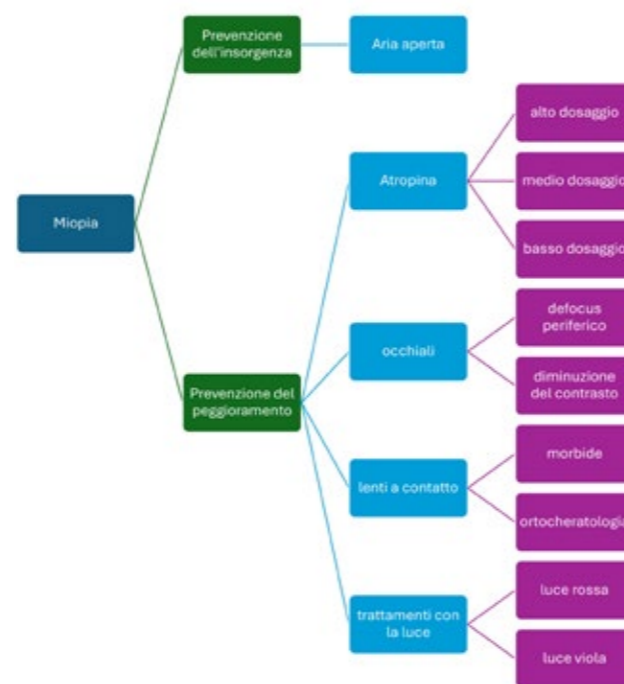 Prevenzione
dell'insorgenza
Aria aperta
alto dosaggio
Atropina
medio dosaggio
Miopia
basso dosaggio
defocus
periferico
occhiali
Prevenzione del
peggioramento
diminuzione
del contrasto
morbide
lenti a contatto
ortocheratologia
luce rossa
trattamenti con
la luce
luce viola